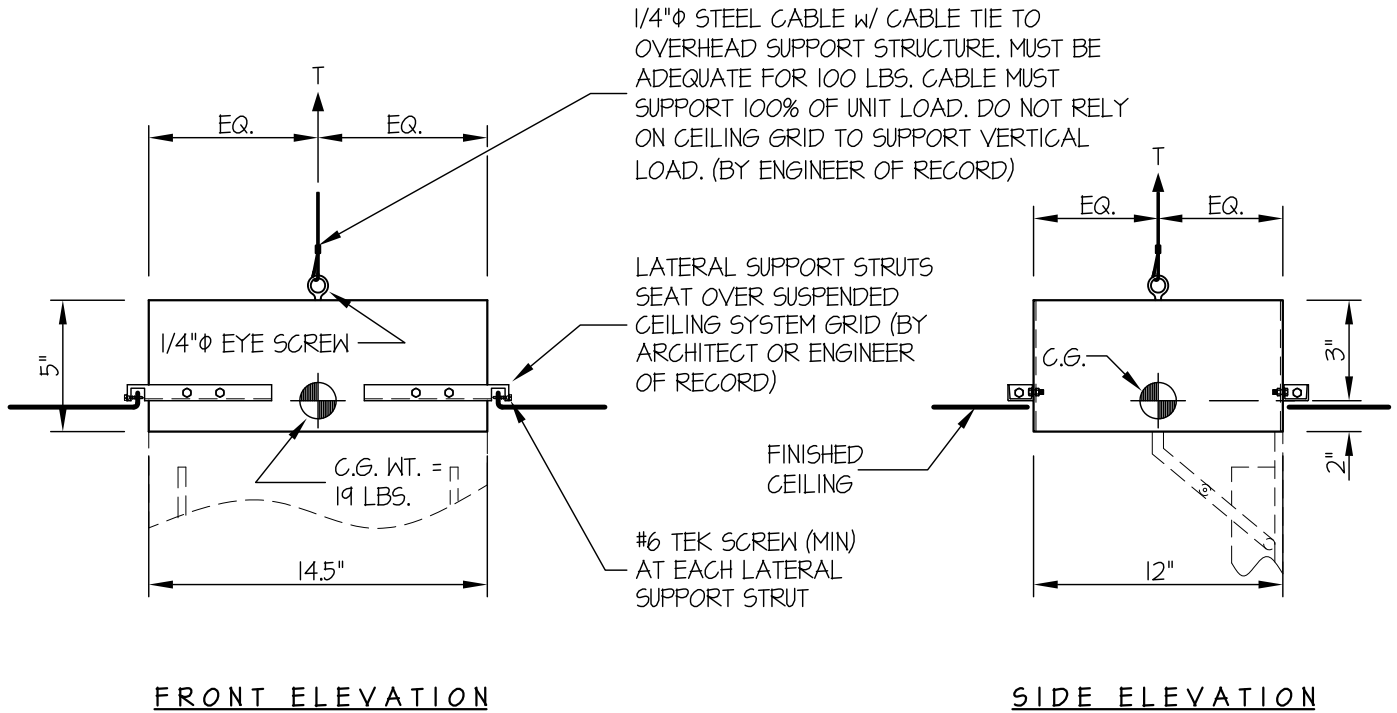 1/4"Φ STEEL CABLE W/ CABLE TIE TO
OVERHEAD SUPPORT STRUCTURE. MUST BE
ADEQUATE FOR 100 LBS. CABLE MUST
SUPPORT 100% OF UNIT LOAD. DO NOT RELY
ON CEILING GRID TO SUPPORT VERTICAL
LOAD. (BY ENGINEER OF RECORD)
T
EQ.
EQ.
T
EQ.
EQ.
LATERAL SUPPORT STRUTS
SEAT OVER SUSPENDED
CEILING SYSTEM GRID (BY
ARCHITECT OR ENGINEER
OF RECORD)
1/4"Φ EYE SCREW
5"
C.G.
3"
2"
FINISHED
CEILING
C.G. WT. =
19 LBS.
#6 TEK SCREW (MIN)
AT EACH LATERAL
SUPPORT STRUT
14.5"
12"
FRONT ELEVATION
SIDE ELEVATION